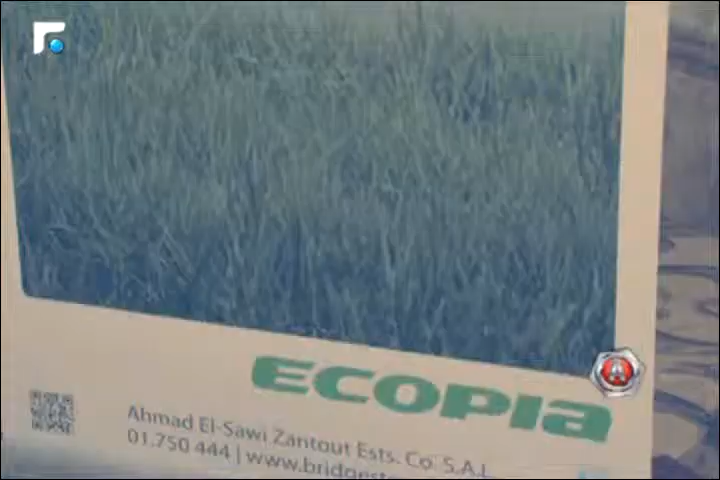 ECOPIA
Ahmad El-Sawi Zantout Ests. Co. S.A.L.
01.750 444 | www.bridgest